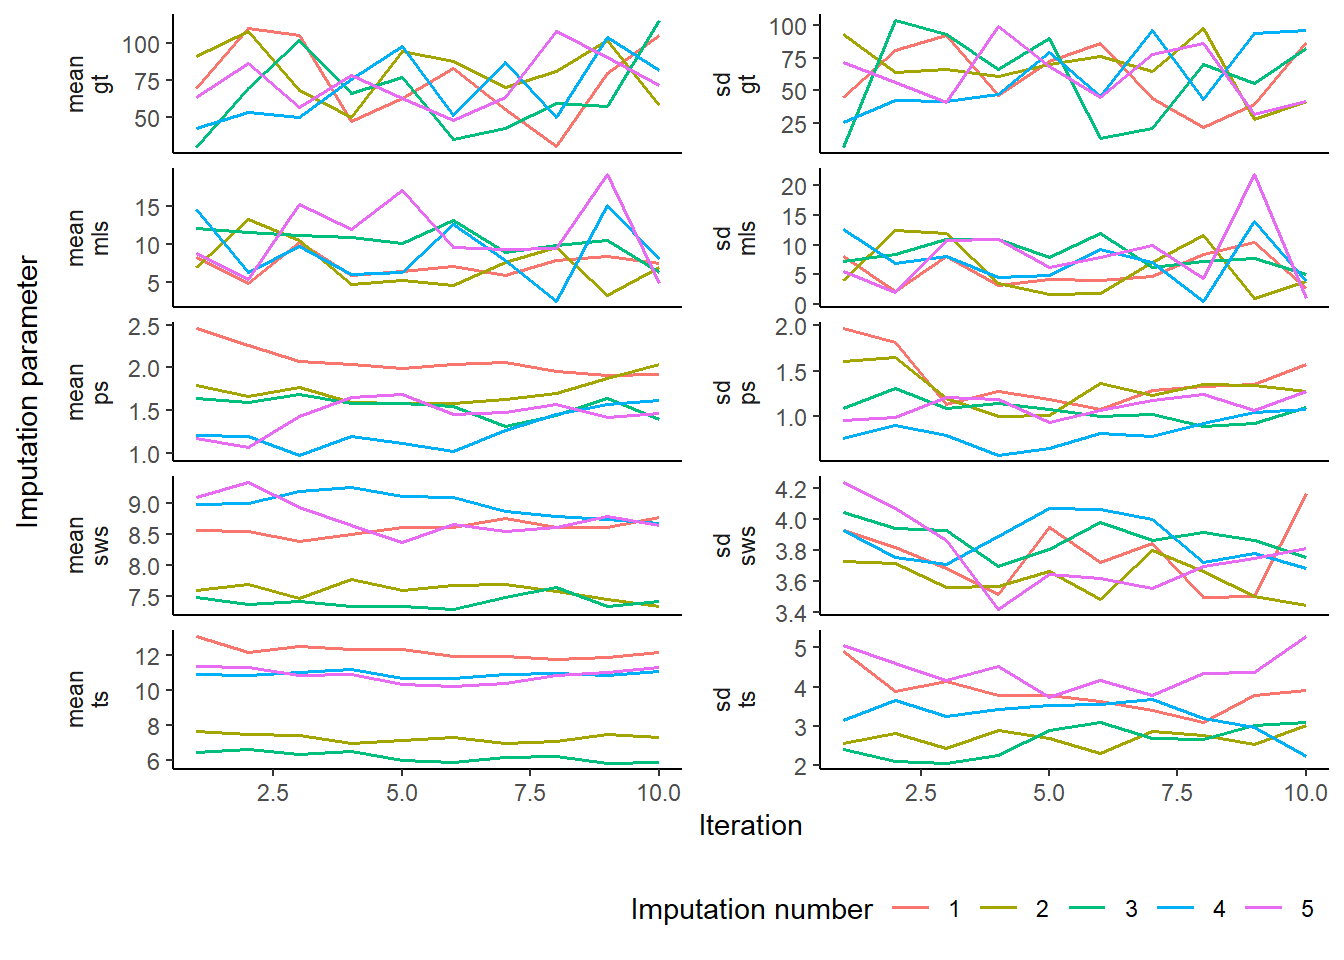 Imputation parameter
mean
gt
100
75
50
sd
gt
100
75
50
25
mean
mls
15
10
5
sd
mls
20
15
10
5
0
mean
ps
2.5
2.0
1.5
1.0
sd
ps
2.0
1.5
1.0
mean
sws
9.0
8.5
8.0
7.5
sd
sws
4.2
4.0
3.8
3.6
3.4
mean
ts
12
10
8
6
sd
ts
5
4
3
2
2.5 5.0 7.5 10.0
2.5 5.0 7.5 10.0
Iteration
Imputation number 1 2 3 4 5